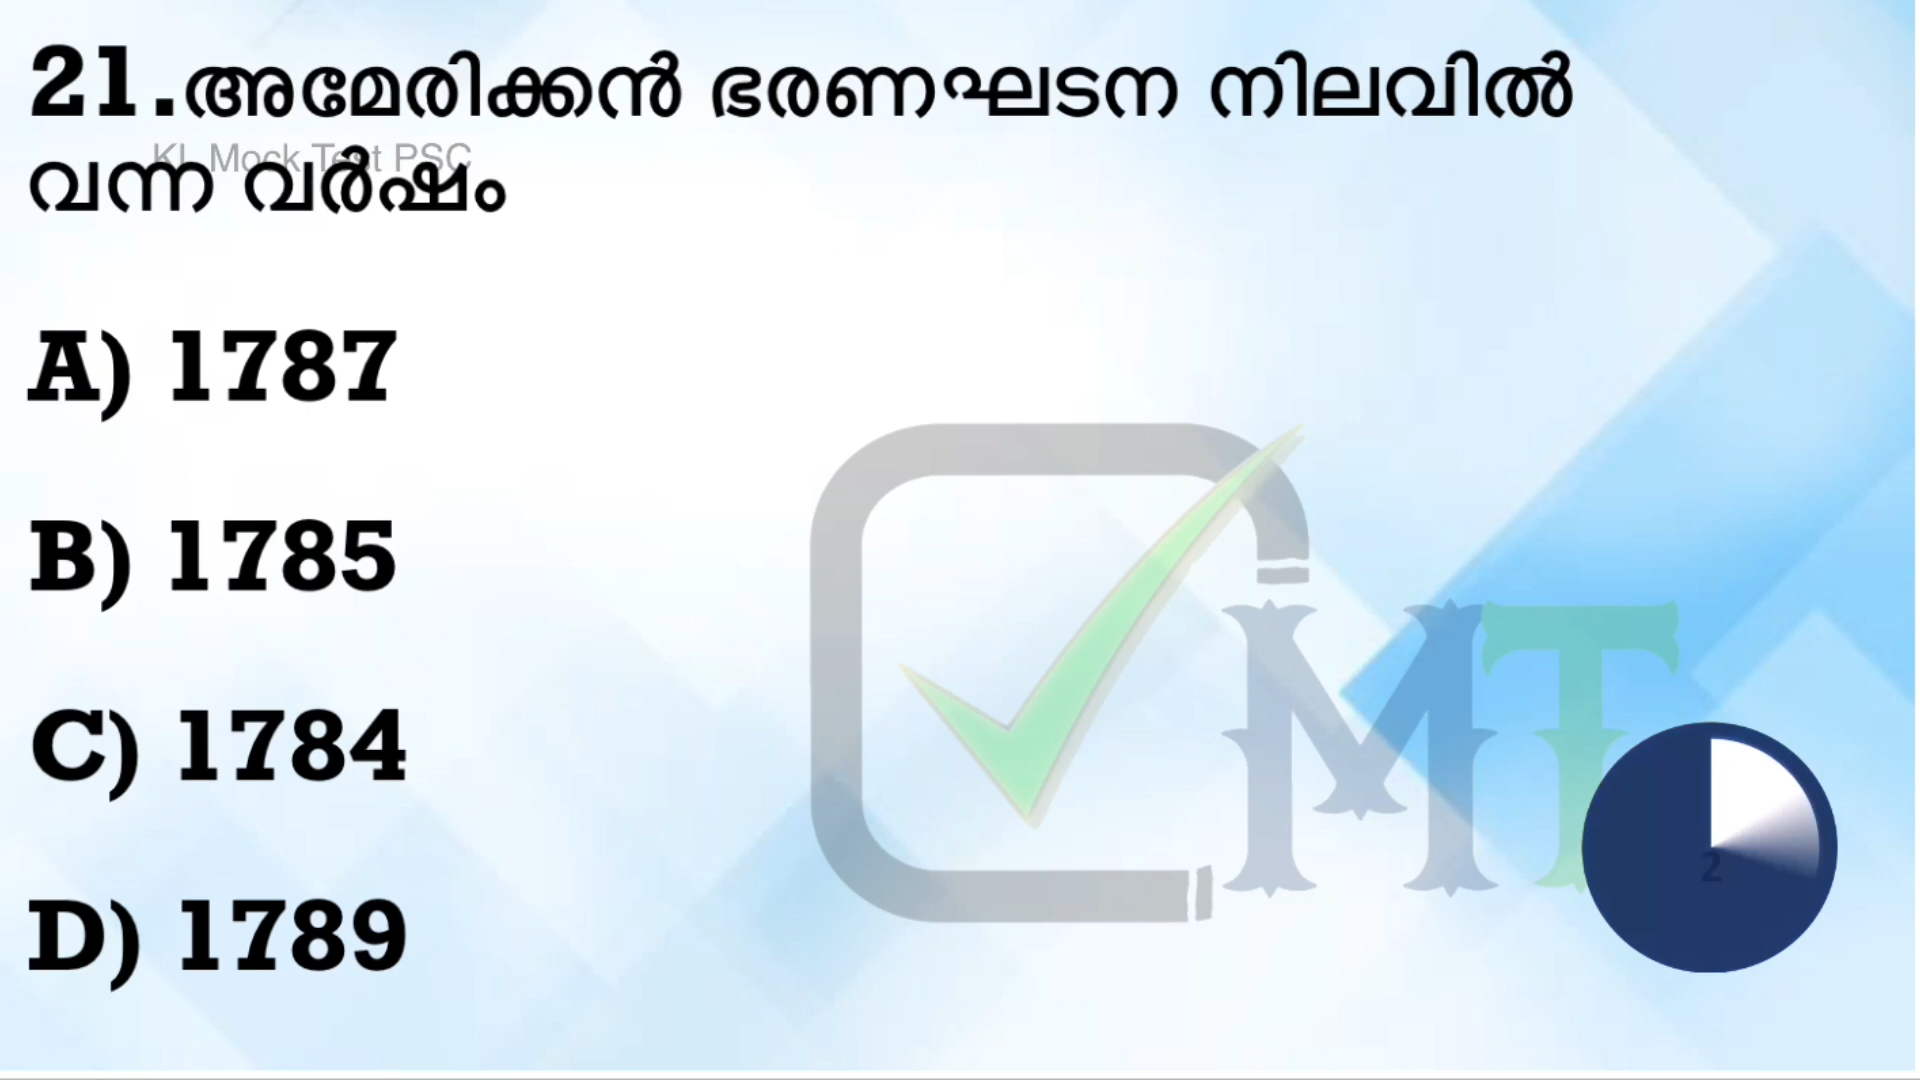 21.അമേരിക്കൻ ഭരണഘടന നിലവിൽ
KL Mock Test PSC
വന്ന വർഷം
A) 1787
B) 1785
C) 1784
D) 1789
MT
2